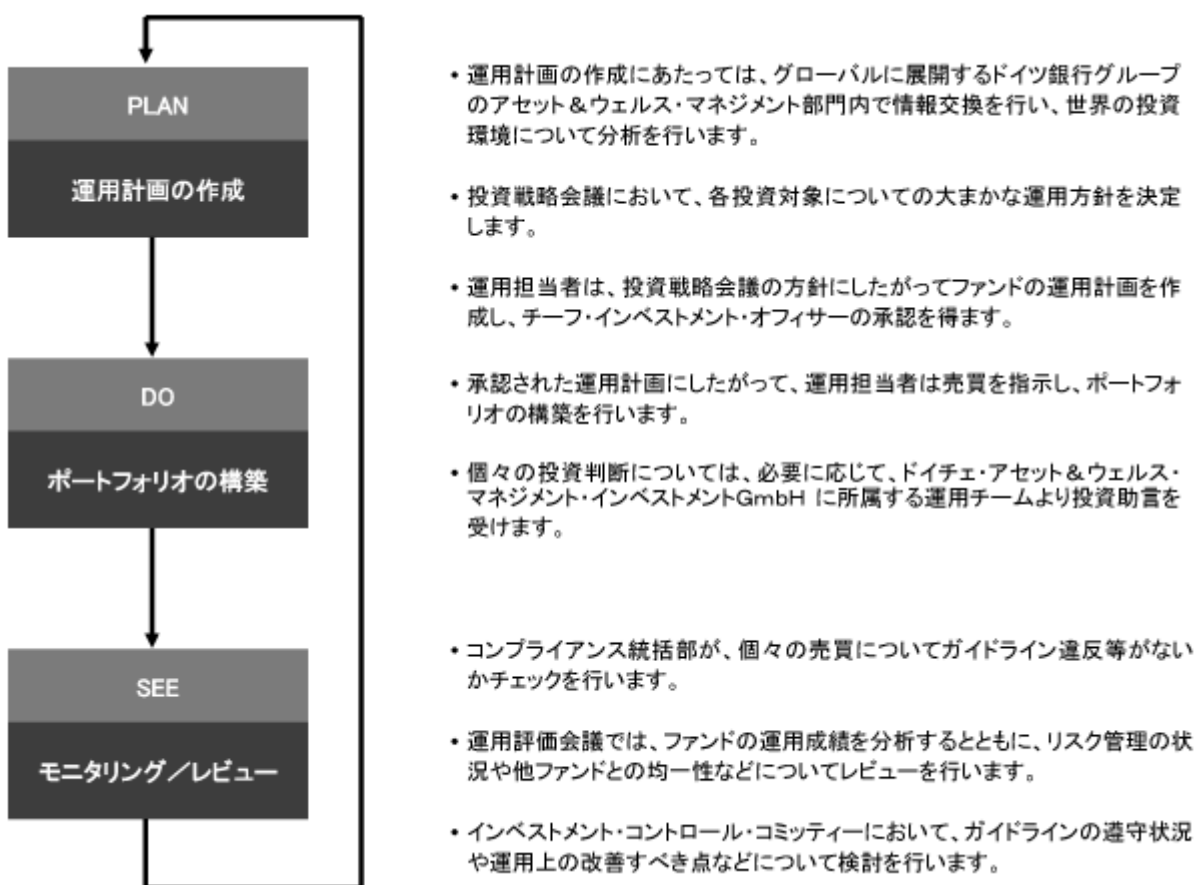 PLAN
運用計画の作成
• 運用計画の作成にあたっては、グローバルに展開するドイツ銀行グループ
のアセット＆ウェルス・マネジメント部門内で情報交換を行い、世界の投資
環境について分析を行います。
• 投資戦略会議において、各投資対象についての大まかな運用方針を決定
します。
• 運用担当者は、投資戦略会議の方針にしたがってファンドの運用計画を作
成し、チーフ・インベストメント・オフィサーの承認を得ます。
DO
ポートフォリオの構築
• 承認された運用計画にしたがって、運用担当者は売買を指示し、ポートフォ
リオの構築を行います。
• 個々の投資判断については、必要に応じて、ドイチェ・アセット＆ウェルス・
マネジメント・インベストメントGmbH に所属する運用チームより投資助言を
受けます。
SEE
モニタリング／レビュー
• コンプライアンス統括部が、個々の売買についてガイドライン違反等がない
かチェックを行います。
• 運用評価会議では、ファンドの運用成績を分析するとともに、リスク管理の状
況や他ファンドとの均一性などについてレビューを行います。
• インベストメント・コントロール・コミッティーにおいて、ガイドラインの遵守状況
や運用上の改善すべき点などについて検討を行います。